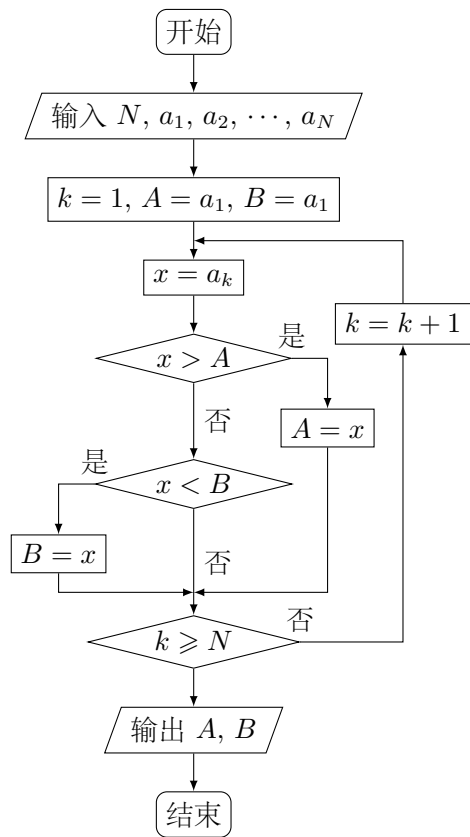 开始
输入 N, a₁, a₂, ⋯, a_N
k = 1, A = a₁, B = a₁
x = a_k
k = k + 1
x > A
是
否
A = x
x < B
是
否
B = x
k ⩾ N
否
输出 A, B
结束